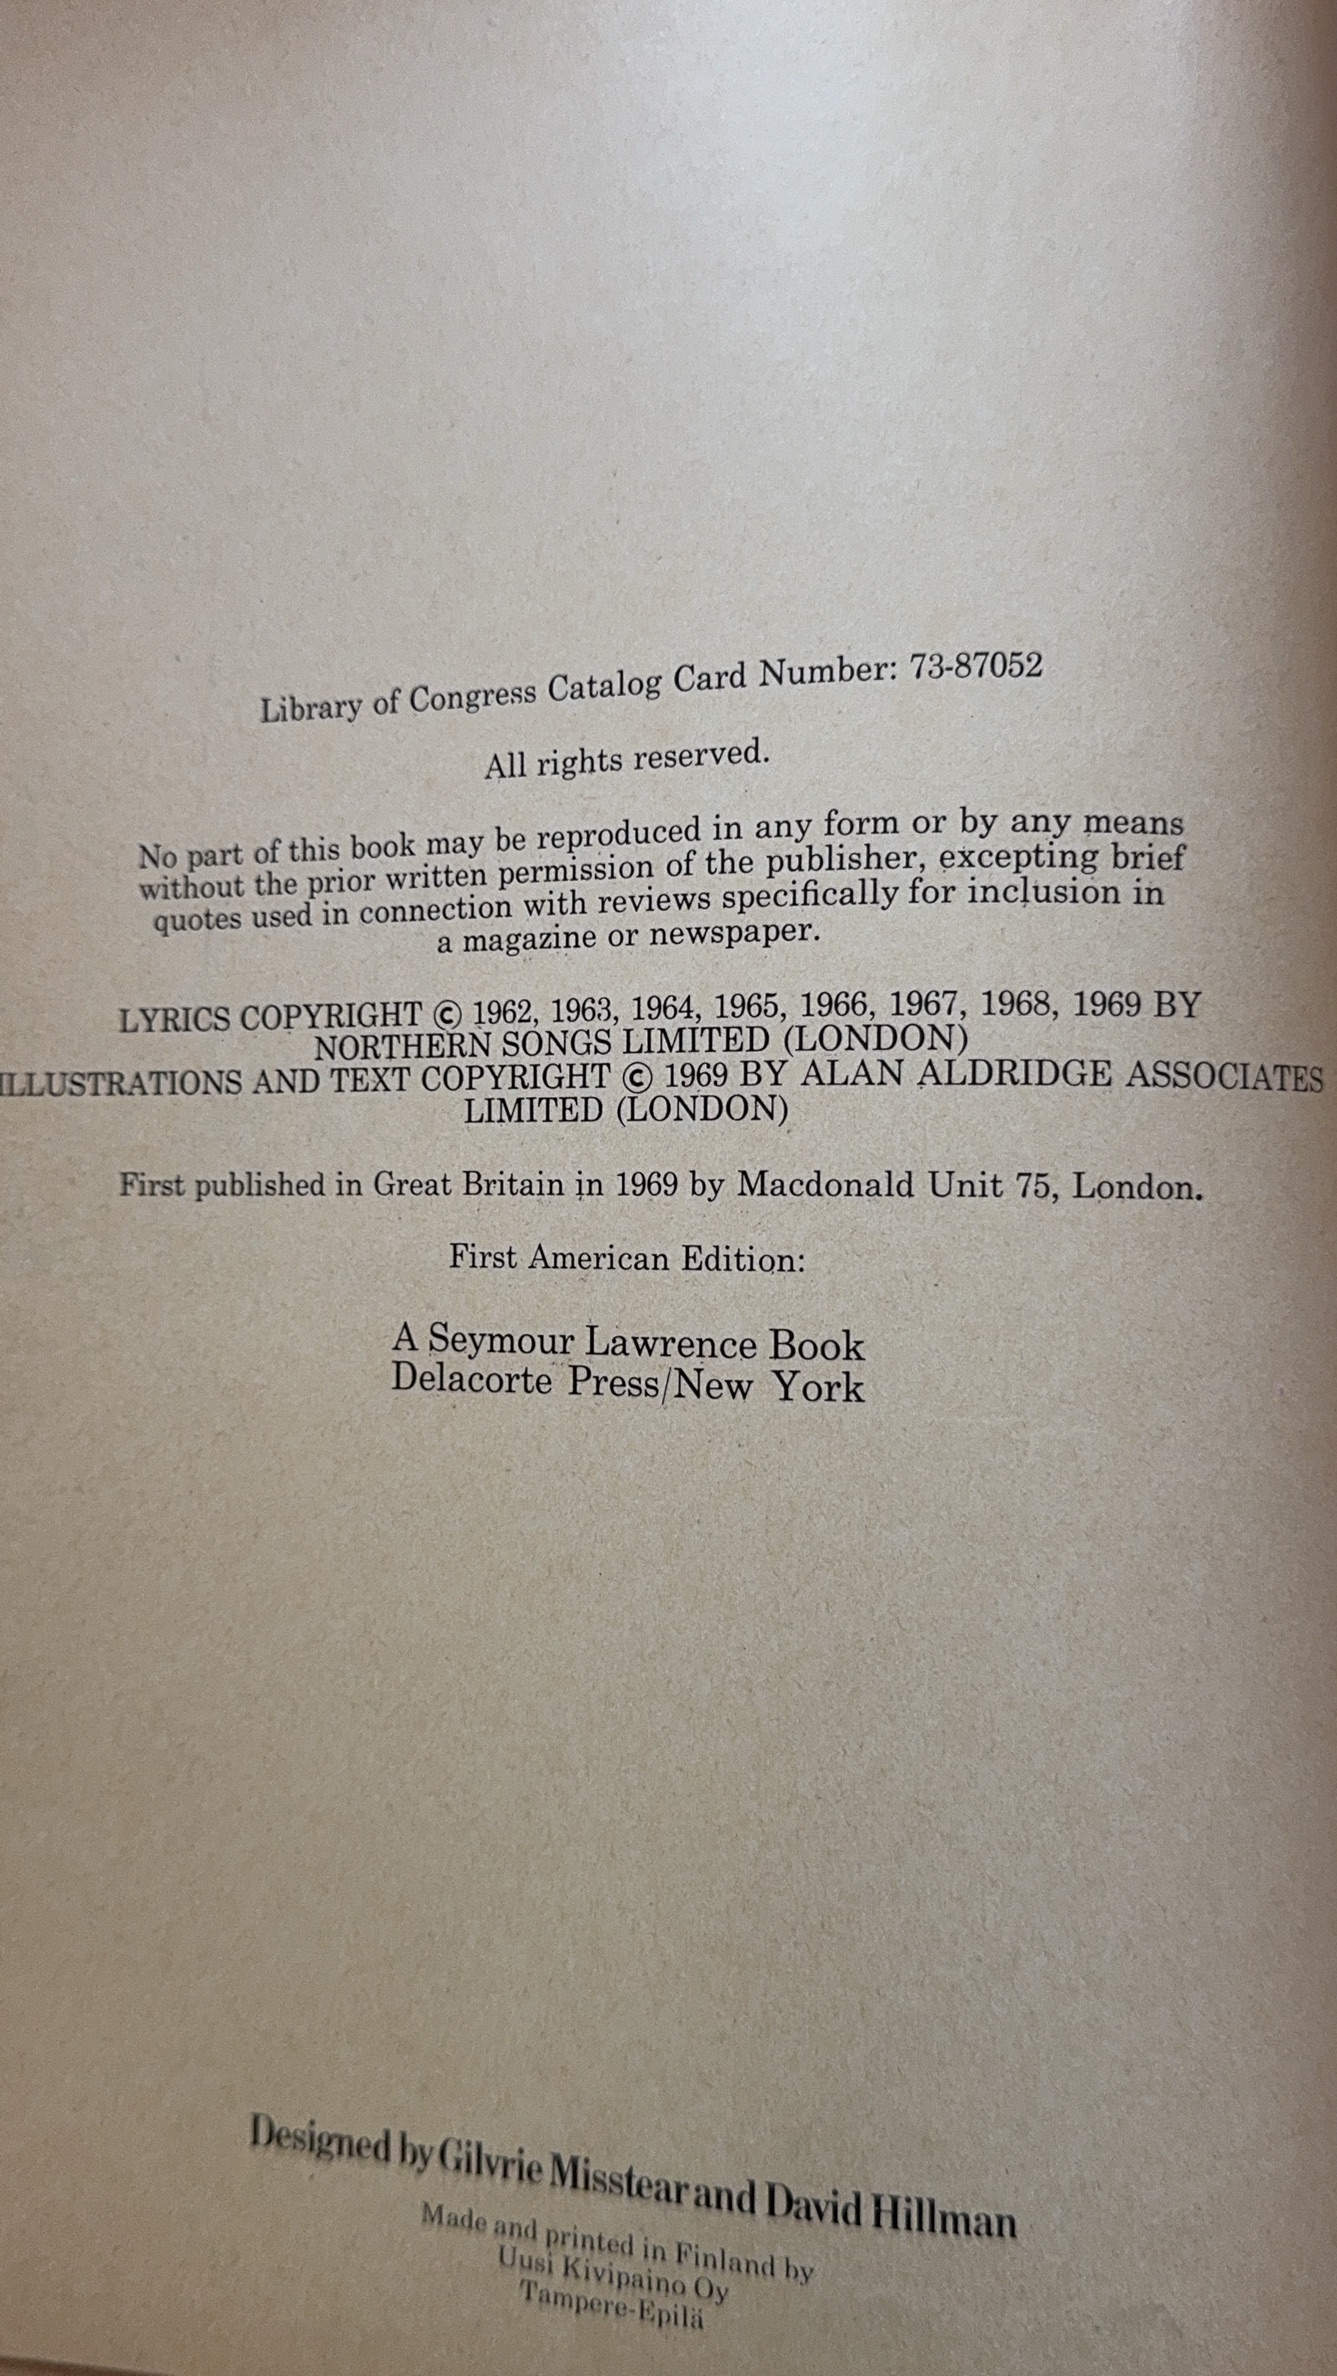 Library of Congress Catalog Card Number: 73-87052
All rights reserved.
No part of this book may be reproduced in any form or by any means
without the prior written permission of the publisher, excepting brief
quotes used in connection with reviews specifically for inclusion in
a magazine or newspaper.
LYRICS COPYRIGHT © 1962, 1963, 1964, 1965, 1966, 1967, 1968, 1969 BY
NORTHERN SONGS LIMITED (LONDON)
ILLUSTRATIONS AND TEXT COPYRIGHT © 1969 BY ALAN ALDRIDGE ASSOCIATES
LIMITED (LONDON)
First published in Great Britain in 1969 by Macdonald Unit 75, London.
First American Edition:
A Seymour Lawrence Book
Delacorte Press/New York
Designed by Gilvrie Misstear and David Hillman
Made and printed in Finland by
Uusi Kivipaino Oy
Tampere-Epilä